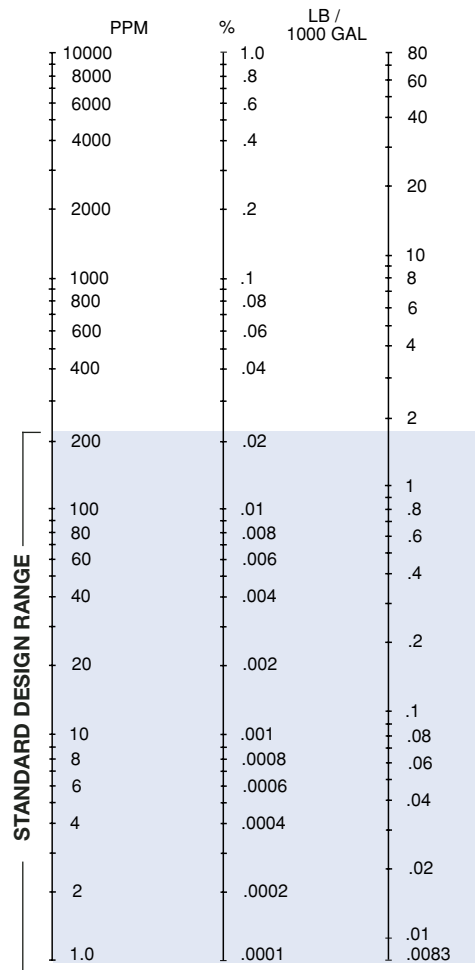 PPM % LB /
1000 GAL
10000 1.0 80
8000 .8 60
6000 .6
4000 .4 40
2000 .2 20
1000 .1 10
800 .08 8
600 .06 6
400 .04 4
2
200 .02
1
100 .01 .8
80 .008 .6
60 .006
40 .004 .4
20 .002 .2
.1
10 .001 .08
8 .0008 .06
6 .0006
4 .0004 .04
2 .0002 .02
.01
1.0 .0001 .0083
STANDARD DESIGN RANGE